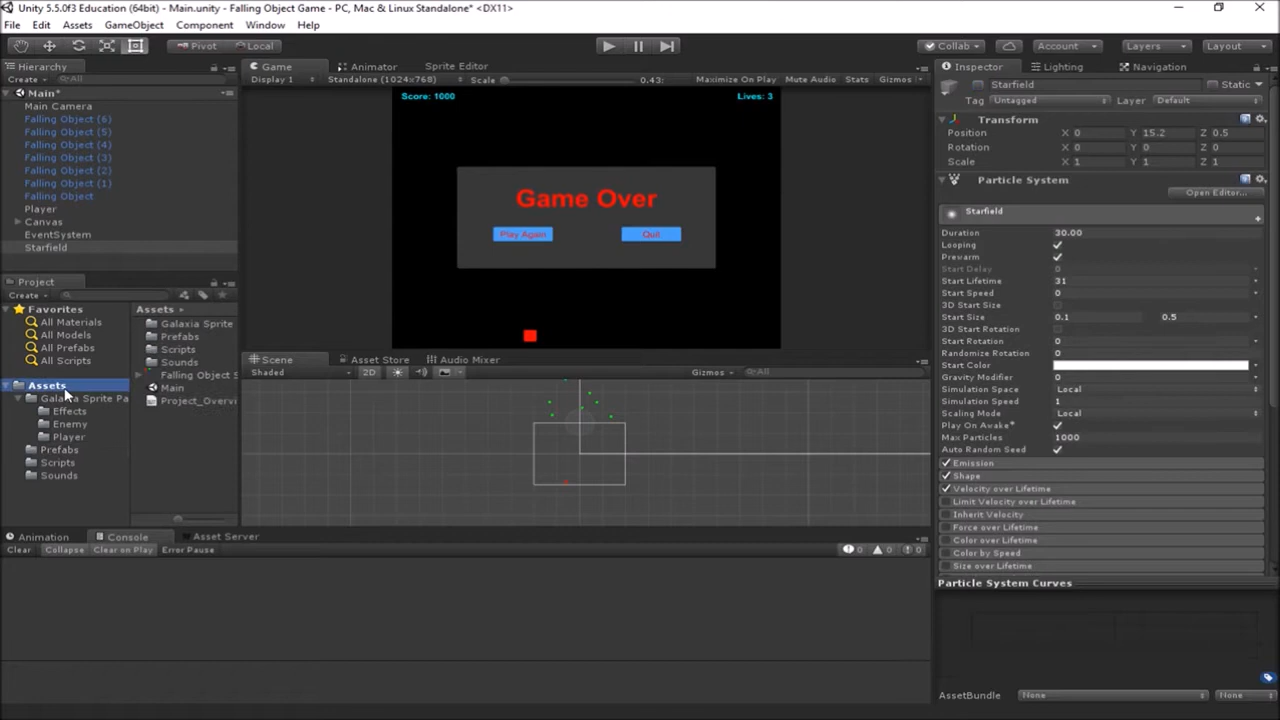 Unity 5.5.0f3 Education (64bit) - Main.unity - Falling Object Game - PC, Mac & Linux Standalone* <DX11>
File Edit Assets GameObject Component Window Help
Pivot Local Collab Account Layers Layout
Hierarchy
Create All
Main*
Main Camera
Falling Object (6)
Falling Object (5)
Falling Object (4)
Falling Object (3)
Falling Object (2)
Falling Object (1)
Falling Object
Player
Canvas
EventSystem
Starfield
Game Animator Sprite Editor
Display 1 Standalone (1024x768) Scale 0.43: Maximize On Play Mute Audio Stats Gizmos
Score: 1000 Lives: 3
Game Over
Play Again Quit
Project
Create
Favorites
All Materials
All Models
All Prefabs
All Scripts
Assets
Galaxia Sprite Pa
Effects
Enemy
Player
Prefabs
Scripts
Sounds
Assets
Galaxia Sprite
Prefabs
Scripts
Sounds
Falling Object S
Main
Project_Overvi
Scene Asset Store Audio Mixer
Shaded 2D Gizmos All
Animation Console Asset Server
Clear Collapse Clear on Play Error Pause 0 0 0
Inspector Lighting Navigation
Starfield Static
Tag Untagged Layer Default
Transform
Position X 0 Y 15.2 Z 0.5
Rotation X 0 Y 0 Z 0
Scale X 1 Y 1 Z 1
Particle System
Open Editor...
Starfield
Duration 30.00
Looping
Prewarm
Start Delay 0
Start Lifetime 31
Start Speed 0
3D Start Size
Start Size 0.1 0.5
3D Start Rotation
Start Rotation 0
Randomize Rotation 0
Start Color
Gravity Modifier 0
Simulation Space Local
Simulation Speed 1
Scaling Mode Local
Play On Awake*
Max Particles 1000
Auto Random Seed
Emission
Shape
Velocity over Lifetime
Limit Velocity over Lifetime
Inherit Velocity
Force over Lifetime
Color over Lifetime
Color by Speed
Size over Lifetime
Particle System Curves
AssetBundle None None